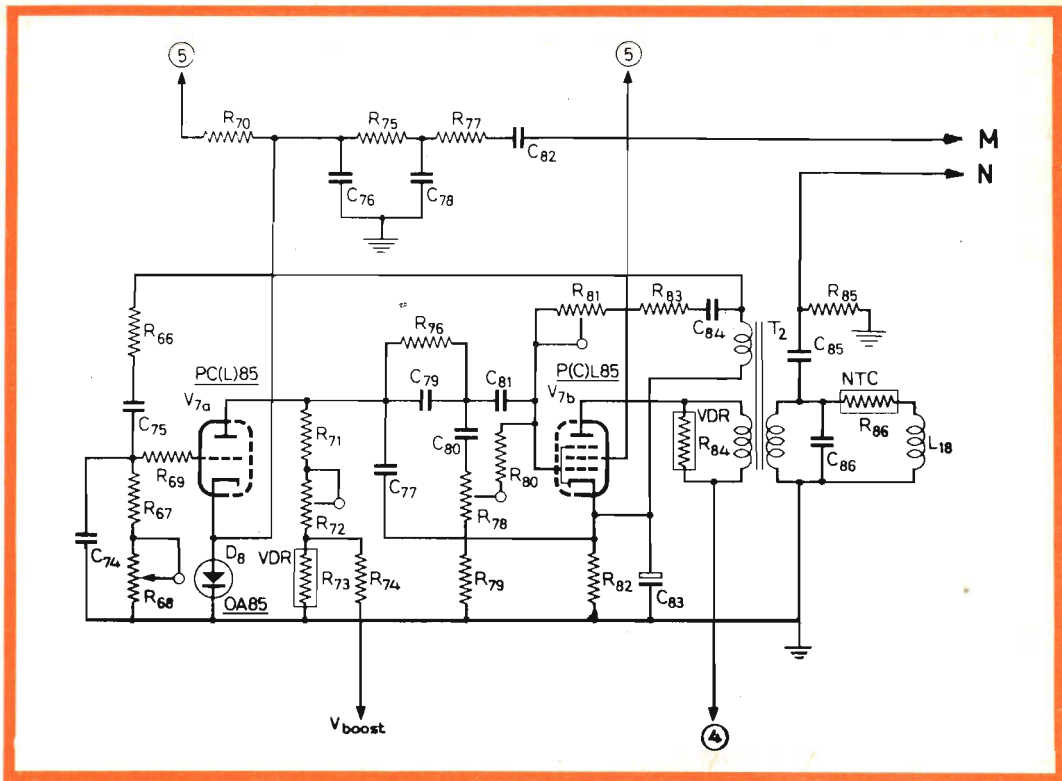 5
5
R70
R75
R77
C82
M
N
C76
C78
R66
R81
R83
C84
T2
R85
C85
R76
PC(L)85
V7a
C79
C81
P(C)L85
V7b
NTC
C75
R69
R71
C80
R80
VDR
R84
R86
C86
L18
C77
R67
R72
R78
C74
D8
VDR
R73
R74
R79
R82
C83
R68
OA85
Vboost
4